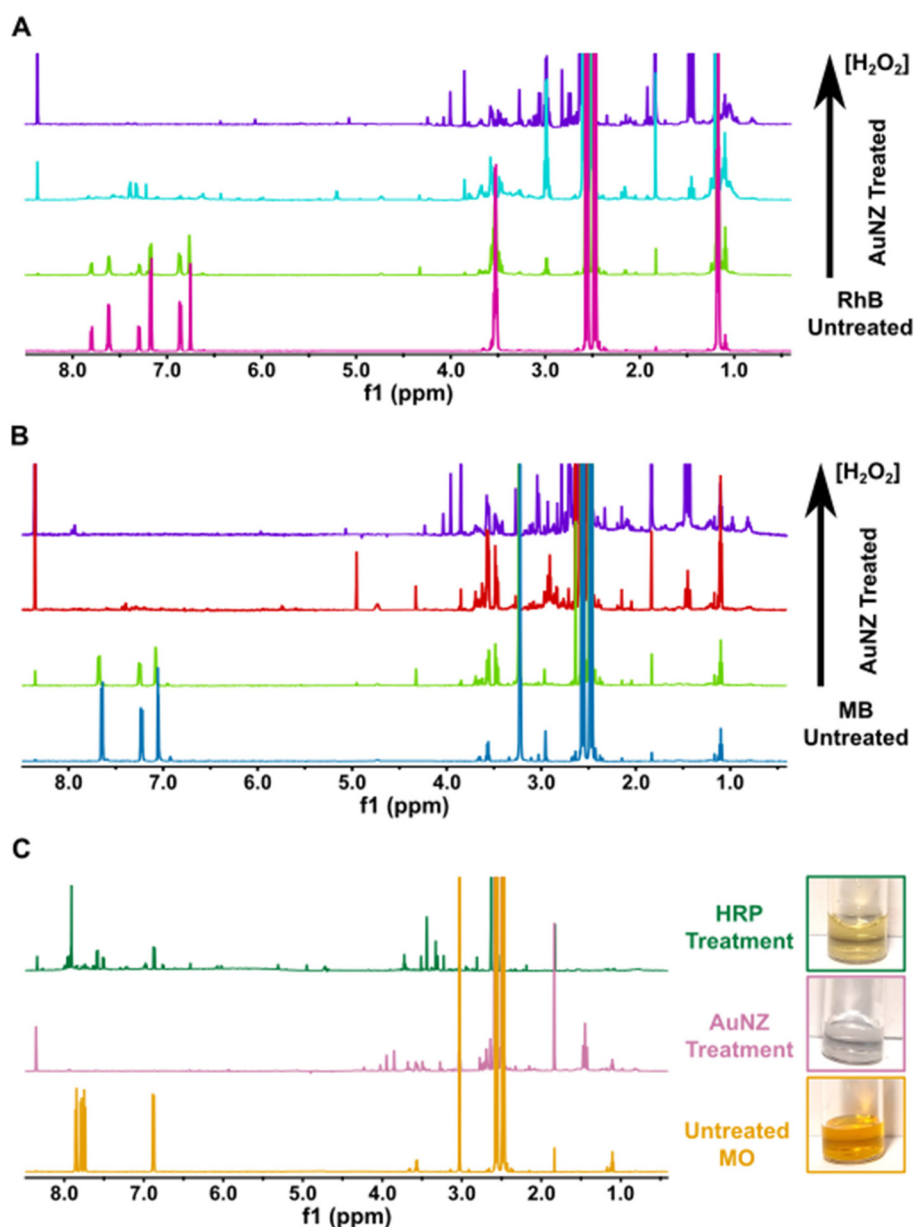 A
[H₂O₂]
AuNZ Treated
RhB
Untreated
8.0 7.0 6.0 5.0 4.0 3.0 2.0 1.0
f1 (ppm)
B
[H₂O₂]
AuNZ Treated
MB
Untreated
8.0 7.0 6.0 5.0 4.0 3.0 2.0 1.0
f1 (ppm)
C
HRP
Treatment
AuNZ
Treatment
Untreated
MO
8.0 7.0 6.0 5.0 4.0 3.0 2.0 1.0
f1 (ppm)